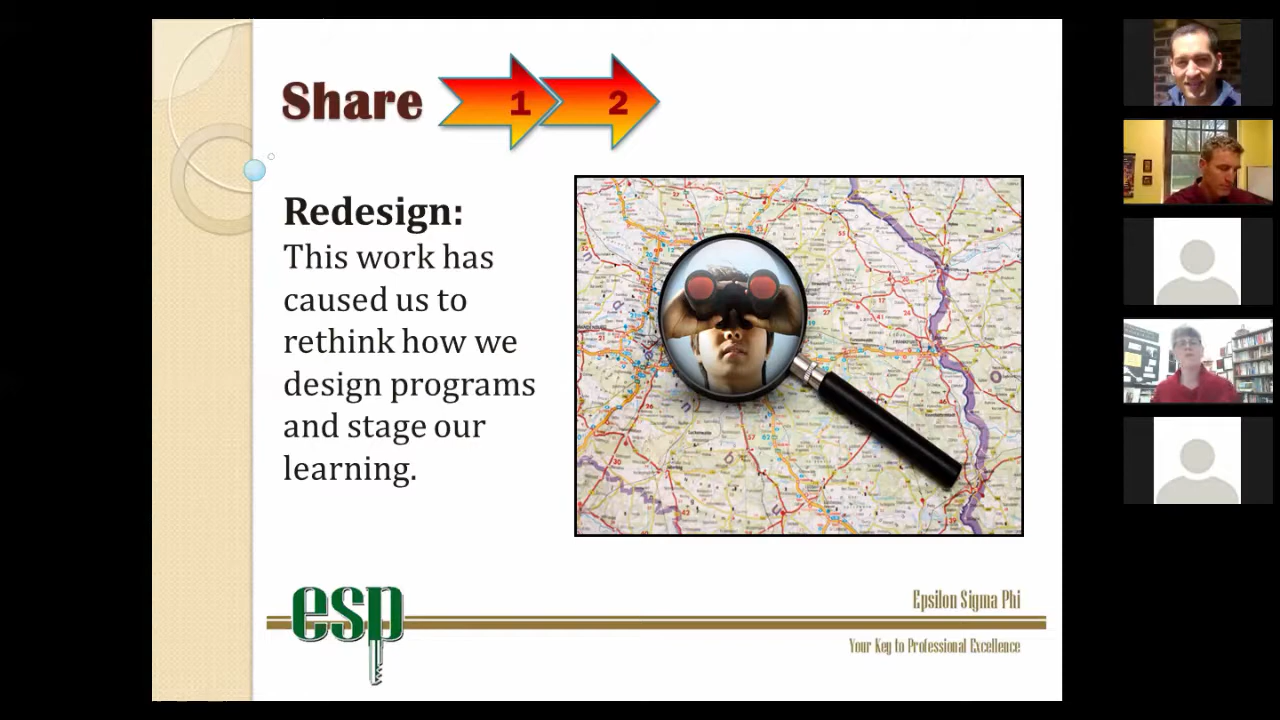 Share 1 2
Redesign:
This work has
caused us to
rethink how we
design programs
and stage our
learning.
esp
Epsilon Sigma Phi
Your Key to Professional Excellence